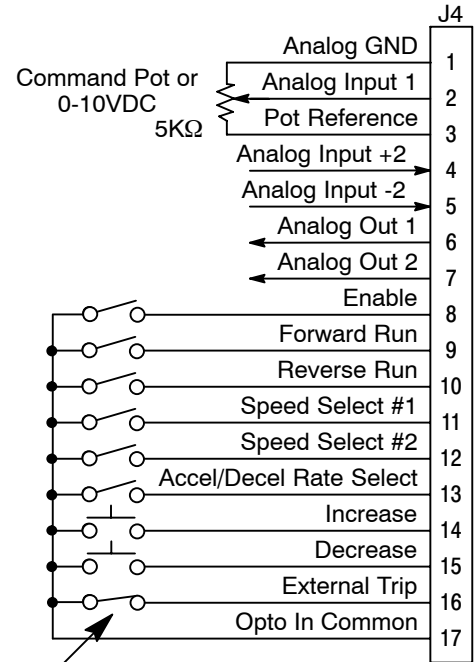 J4
Analog GND 1
Command Pot or
0-10VDC
5KΩ
Analog Input 1 2
Pot Reference 3
Analog Input +2 4
Analog Input -2 5
Analog Out 1 6
Analog Out 2 7
Enable 8
Forward Run 9
Reverse Run 10
Speed Select #1 11
Speed Select #2 12
Accel/Decel Rate Select 13
Increase 14
Decrease 15
External Trip 16
Opto In Common 17